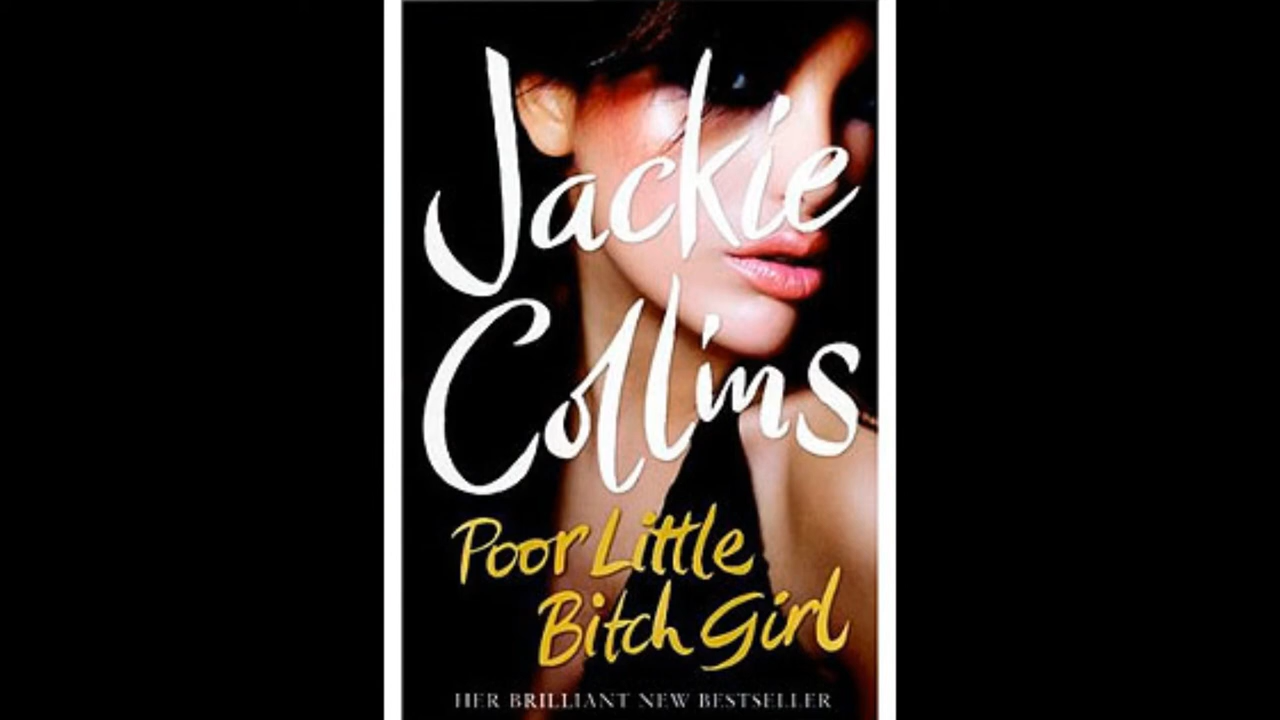 Jackie
Collins
Poor Little
Bitch Girl
HER BRILLIANT NEW BESTSELLER